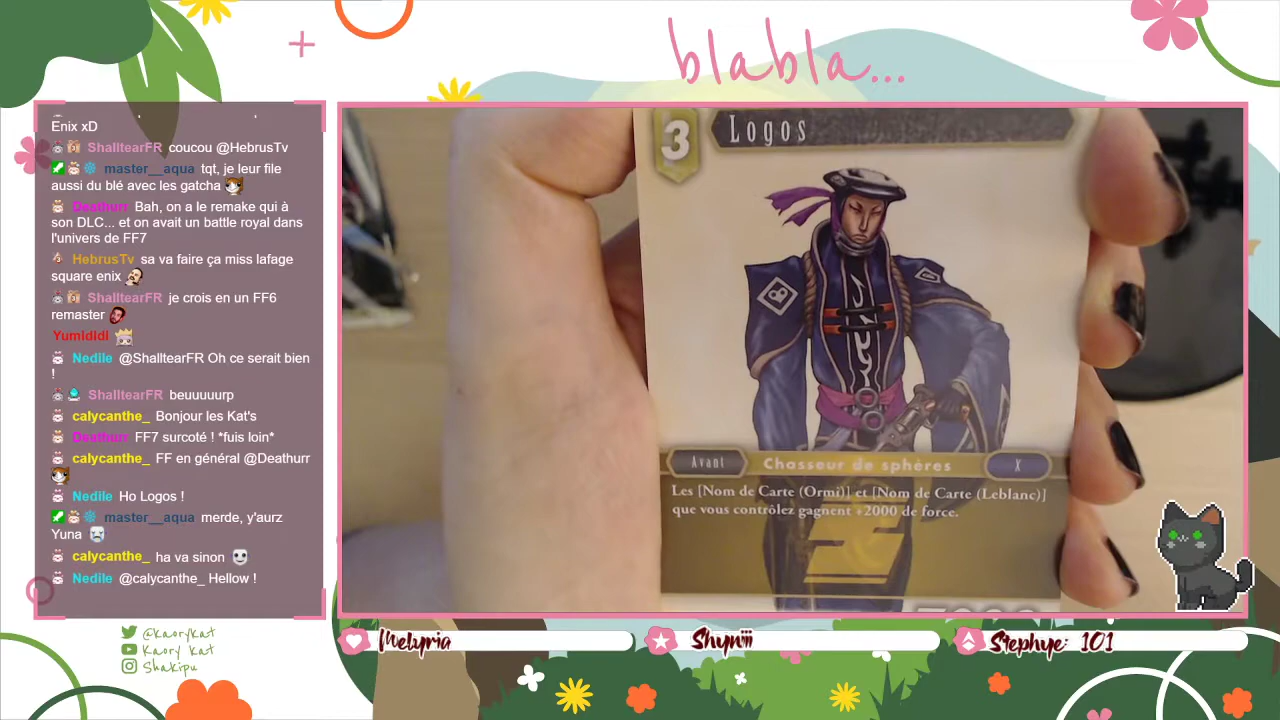 blabla...
Enix xD
ShalltearFR coucou @HebrusTv
master__aqua tqt, je leur file
aussi du blé avec les gatcha
Deathurr Bah, on a le remake qui à
son DLC... et on avait un battle royal dans
l'univers de FF7
HebrusTv sa va faire ça miss lafage
square enix
ShalltearFR je crois en un FF6
remaster
Yumididi
Nedile @ShalltearFR Oh ce serait bien
!
ShalltearFR beuuuuurp
calycanthe_ Bonjour les Kat's
Deathurr FF7 surcoté ! *fuis loin*
calycanthe_ FF en général @Deathurr
Nedile Ho Logos !
master__aqua merde, y'aurz
Yuna
calycanthe_ ha va sinon
Nedile @calycanthe_ Hellow !
3 Logos
Avant Chasseur de sphères X
Les [Nom de Carte (Ormi)] et [Nom de Carte (Leblanc)]
que vous contrôlez gagnent +2000 de force.
@KaoryKat
Kaory Kat
Shakipu
Melyria
Shyniii
Stephye: 101